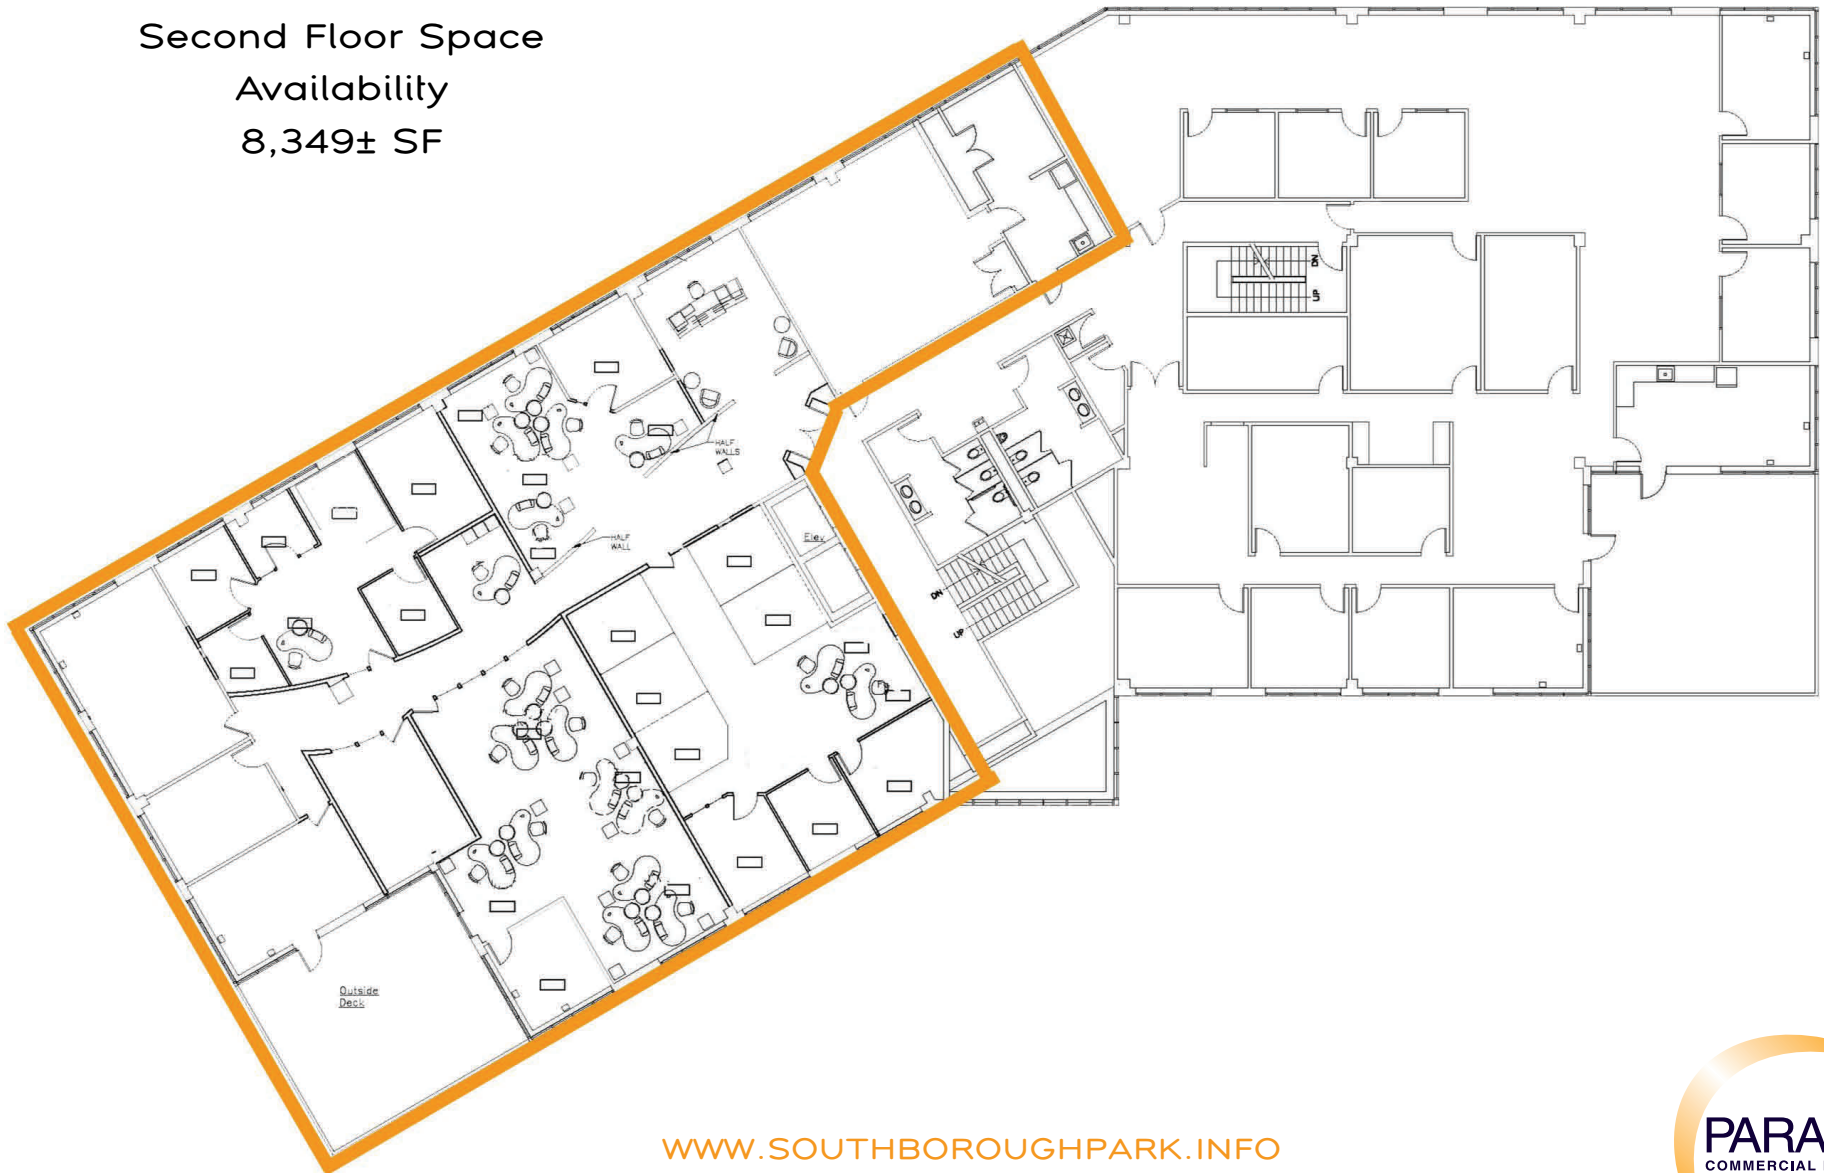 Second Floor Space
Availability
8,349± SF
DN
UP
HALF
WALLS
HALF
WALL
Elev.
DN
UP
Outside
Deck
WWW.SOUTHBOROUGHPARK.INFO
PARA
COMMERCIAL